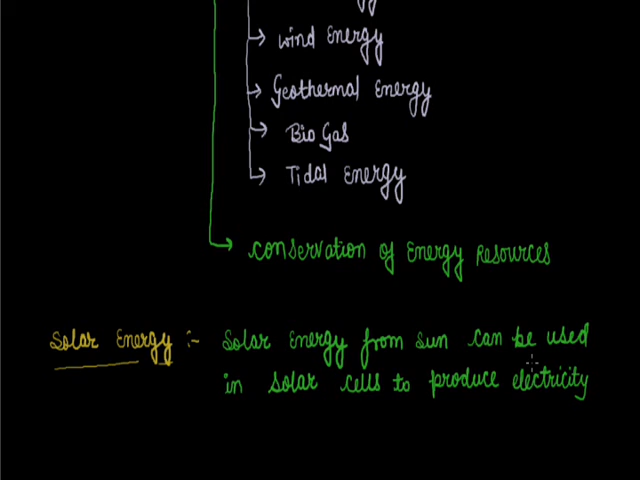 Wind Energy
Geothermal Energy
Bio Gas
Tidal Energy
Conservation of Energy Resources
Solar Energy :- Solar Energy from sun can be used
in solar cells to produce electricity